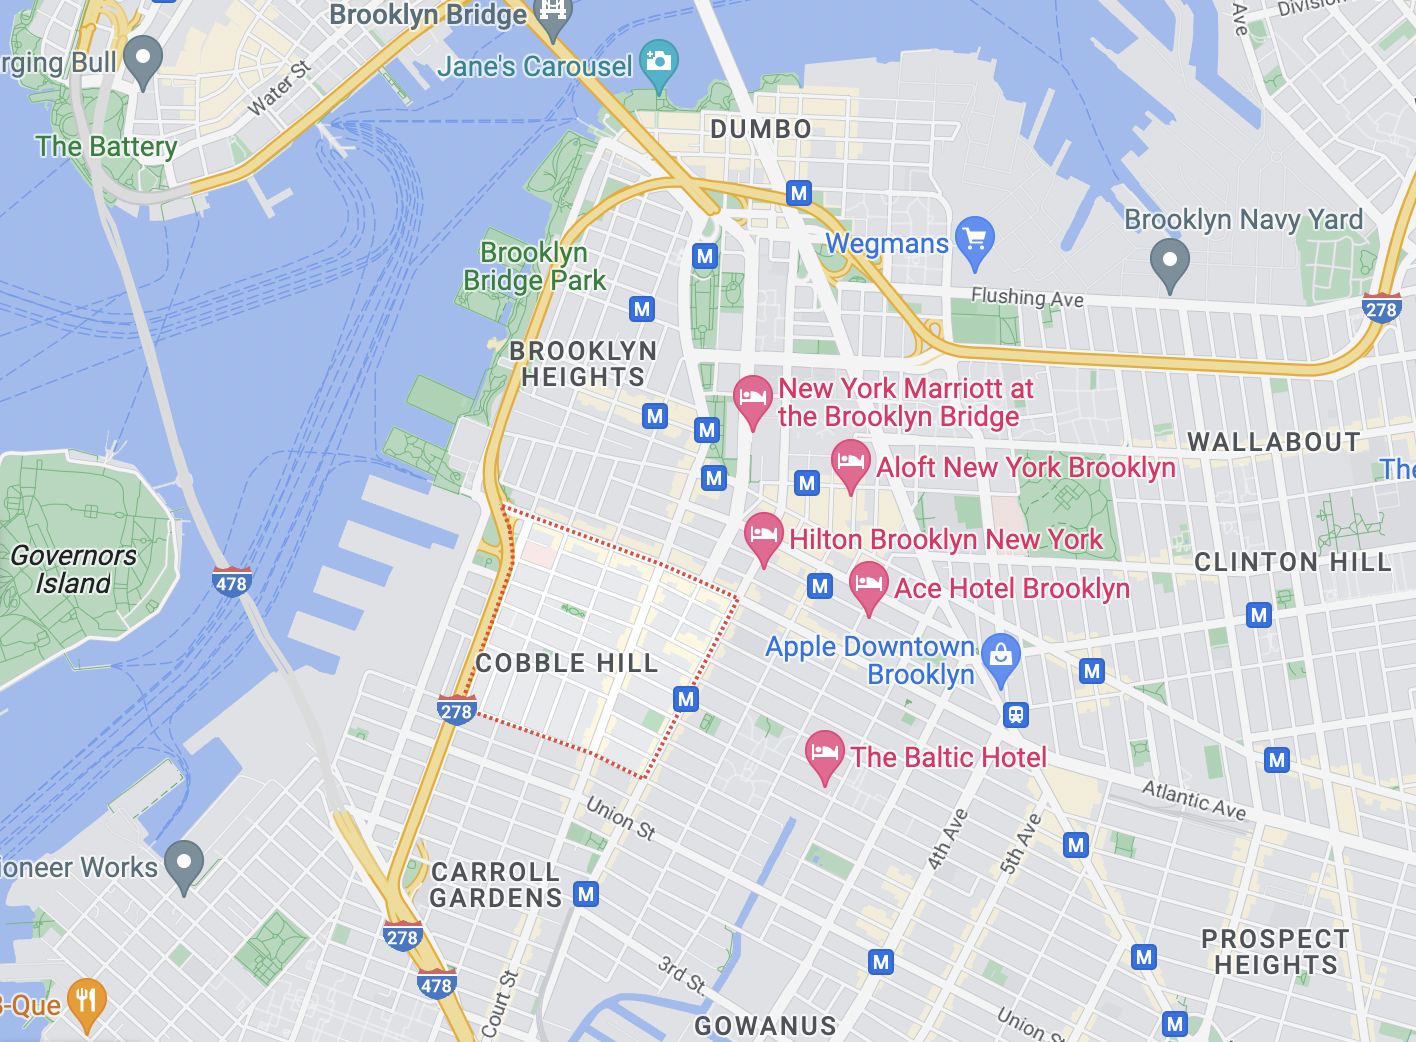 Brooklyn Bridge
Division
Ave
rging Bull
Jane's Carousel
Water St
DUMBO
The Battery
M
Brooklyn Navy Yard
Wegmans
Brooklyn
Bridge Park
M
Flushing Ave
M
278
BROOKLYN
HEIGHTS
New York Marriott at
the Brooklyn Bridge
M
M
WALLABOUT
Aloft New York Brooklyn
The
M
M
Hilton Brooklyn New York
Governors
Island
478
CLINTON HILL
M
Ace Hotel Brooklyn
M
Apple Downtown
Brooklyn
COBBLE HILL
M
M
278
The Baltic Hotel
M
Atlantic Ave
Union St
4th Ave
5th Ave
M
ioneer Works
CARROLL
GARDENS
M
278
PROSPECT
HEIGHTS
M
M
3rd St.
478
Court St
-Que
GOWANUS
Union St
M